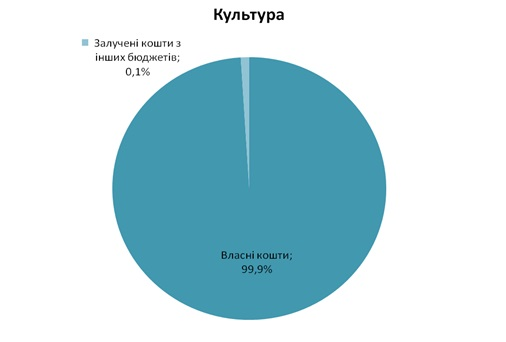 Культура
Залучені кошти з
інших бюджетів;
0,1%
Власні кошти;
99,9%